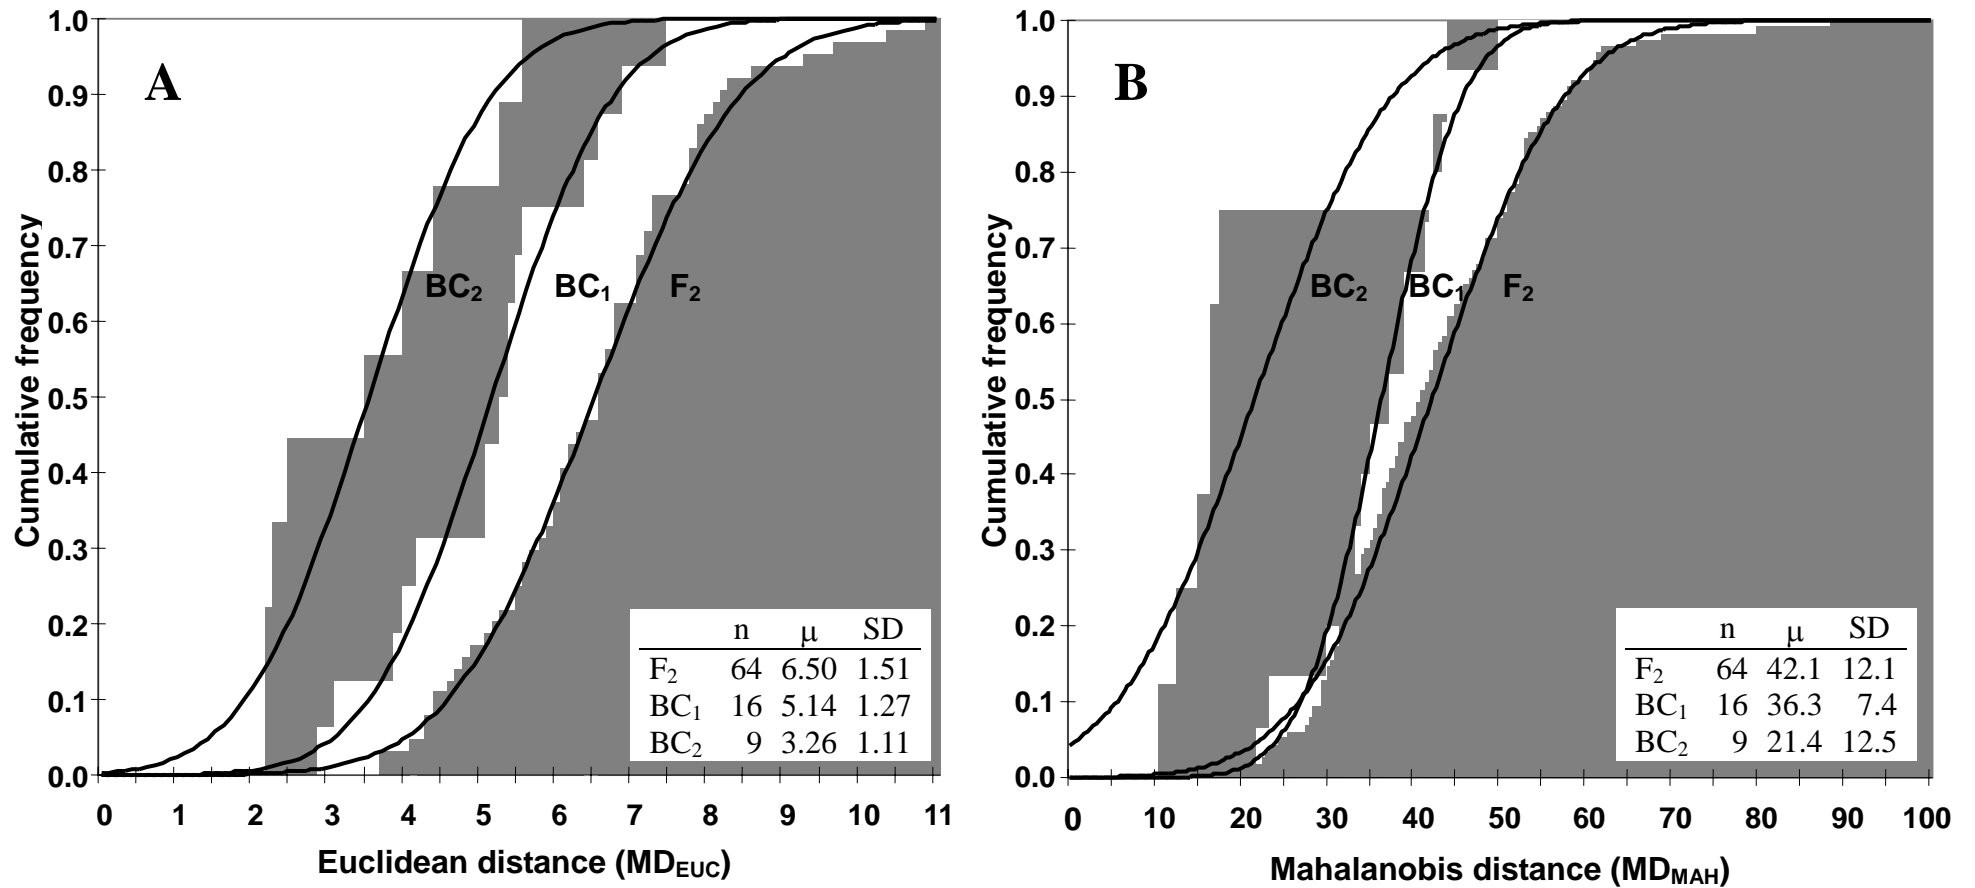 A
Cumulative frequency
1.0
0.9
0.8
0.7
0.6
0.5
0.4
0.3
0.2
0.1
0.0
BC₂ BC₁ F₂
n μ SD
F₂ 64 6.50 1.51
BC₁ 16 5.14 1.27
BC₂ 9 3.26 1.11
0 1 2 3 4 5 6 7 8 9 10 11
Euclidean distance (MD_EUC)
B
Cumulative frequency
1.0
0.9
0.8
0.7
0.6
0.5
0.4
0.3
0.2
0.1
0.0
BC₂ BC₁ F₂
n μ SD
F₂ 64 42.1 12.1
BC₁ 16 36.3 7.4
BC₂ 9 21.4 12.5
0 10 20 30 40 50 60 70 80 90 100
Mahalanobis distance (MD_MAH)